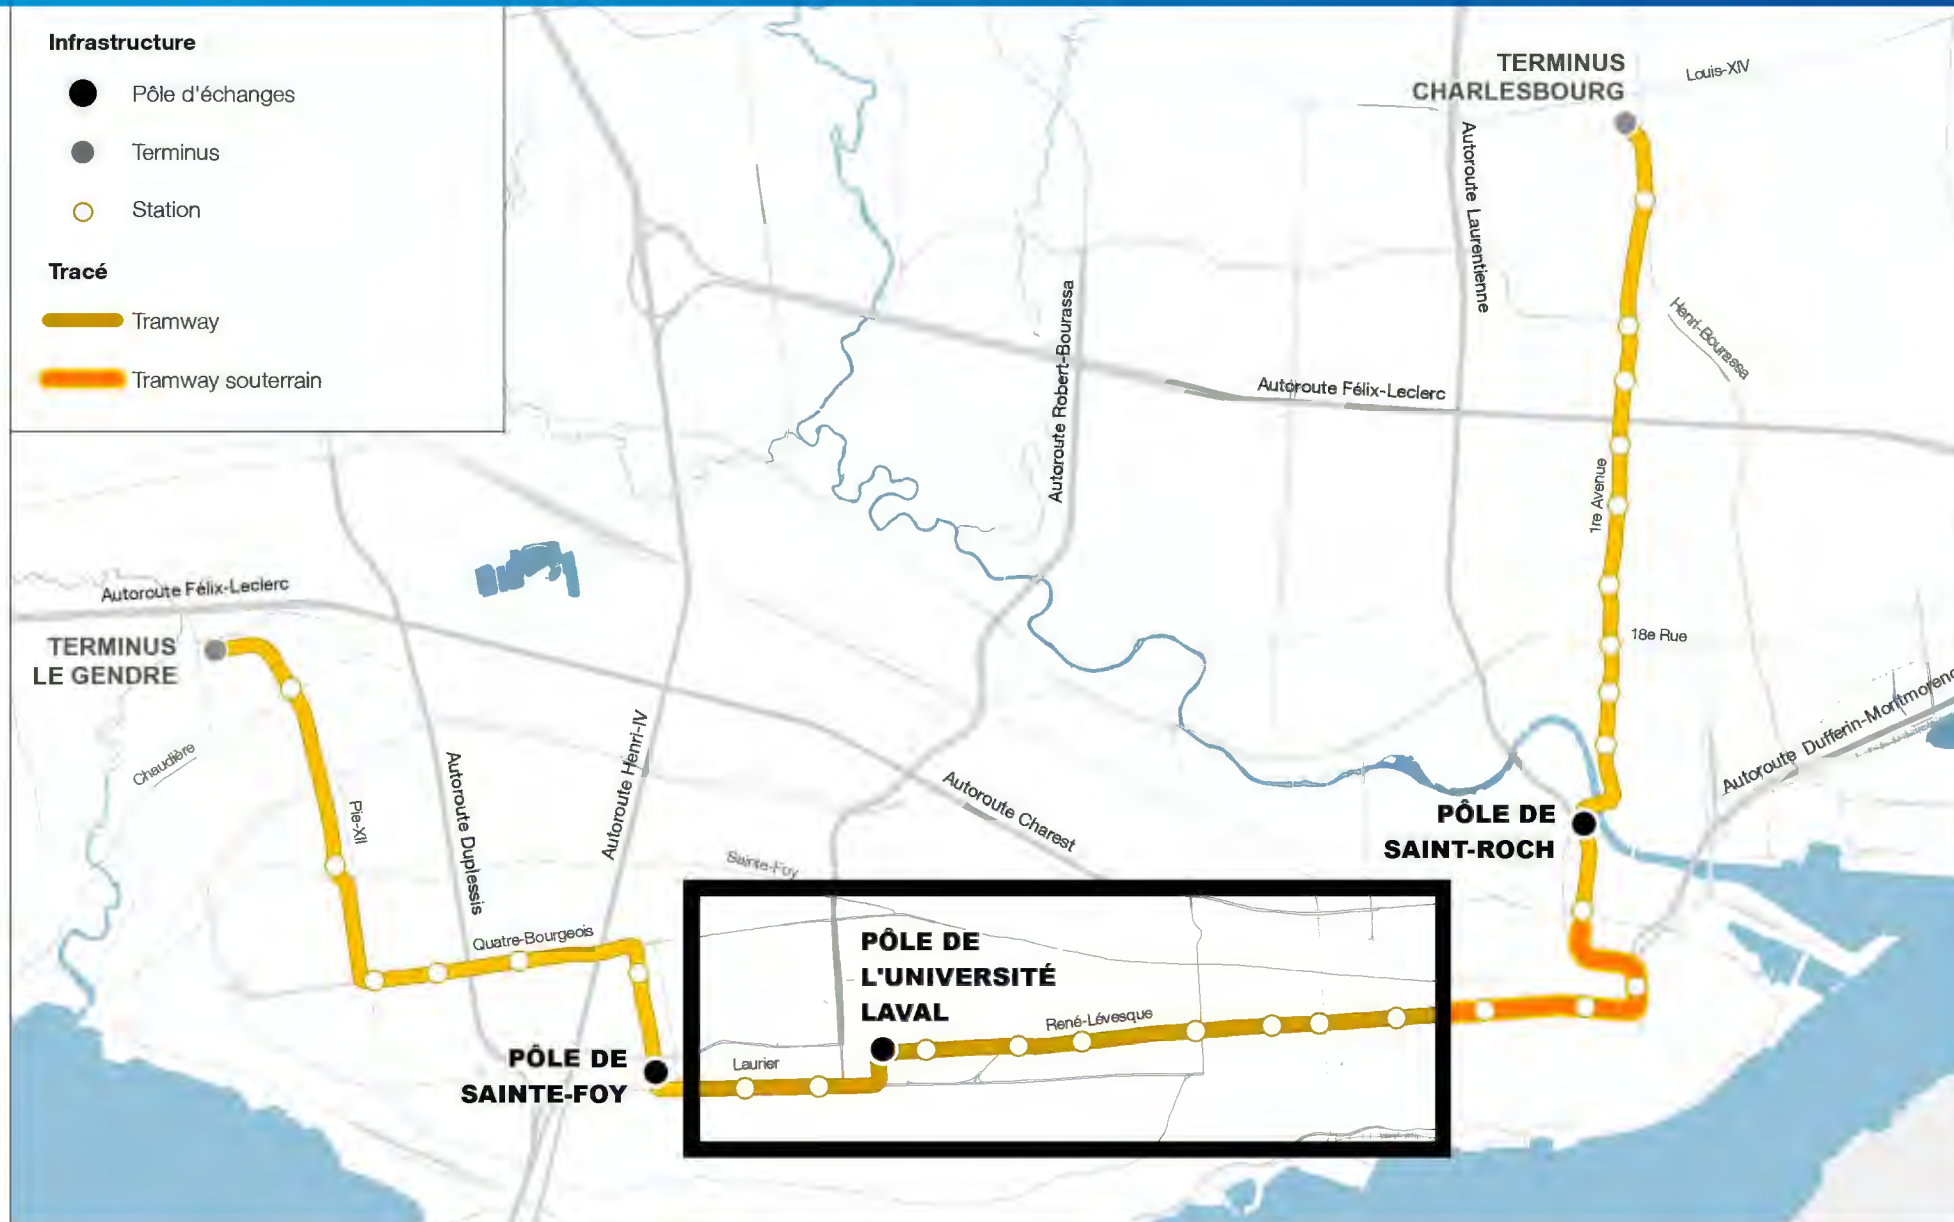 Infrastructure
Pôle d'échanges
Terminus
Station
Tracé
Tramway
Tramway souterrain
TERMINUS
CHARLESBOURG
Louis-XIV
Autoroute Laurentienne
Henri-Bourassa
Autoroute Robert-Bourassa
Autoroute Félix-Leclerc
1re Avenue
18e Rue
Autoroute Félix-Leclerc
TERMINUS
LE GENDRE
Chaudière
Pie-XII
Autoroute Duplessis
Autoroute Henri-IV
Autoroute Charest
Sainte-Foy
Autoroute Dufferin-Montmorenc
PÔLE DE
SAINT-ROCH
Quatre-Bourgeois
PÔLE DE
L'UNIVERSITÉ
LAVAL
René-Lévesque
Laurier
PÔLE DE
SAINTE-FOY